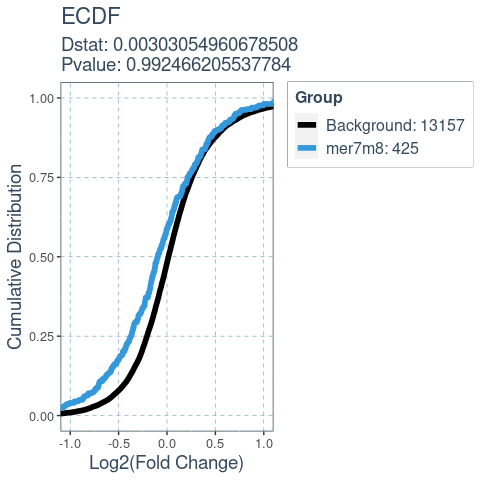 ECDF
Dstat: 0.00303054960678508
Pvalue: 0.992466205537784
Group
Background: 13157
mer7m8: 425
Cumulative Distribution
1.00
0.75
0.50
0.25
0.00
-1.0 -0.5 0.0 0.5 1.0
Log2(Fold Change)